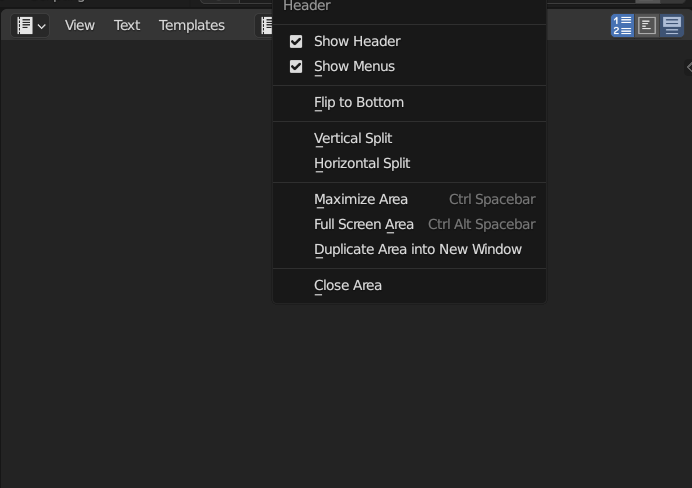 Header
View Text Templates
Show Header
Show Menus
Flip to Bottom
Vertical Split
Horizontal Split
Maximize Area Ctrl Spacebar
Full Screen Area Ctrl Alt Spacebar
Duplicate Area into New Window
Close Area